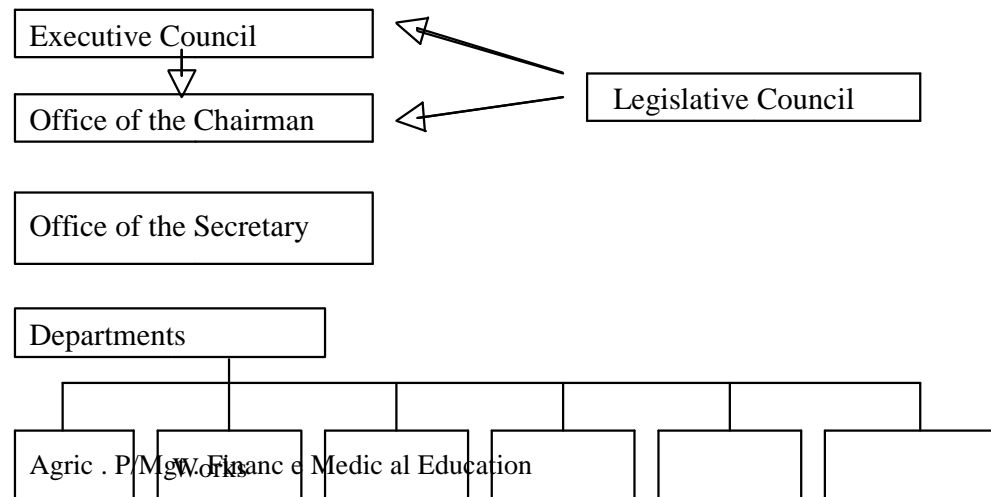 Executive Council
Legislative Council
Office of the Chairman
Office of the Secretary
Departments
Agric . P/Mgt. Financ e Medic al Education
Works